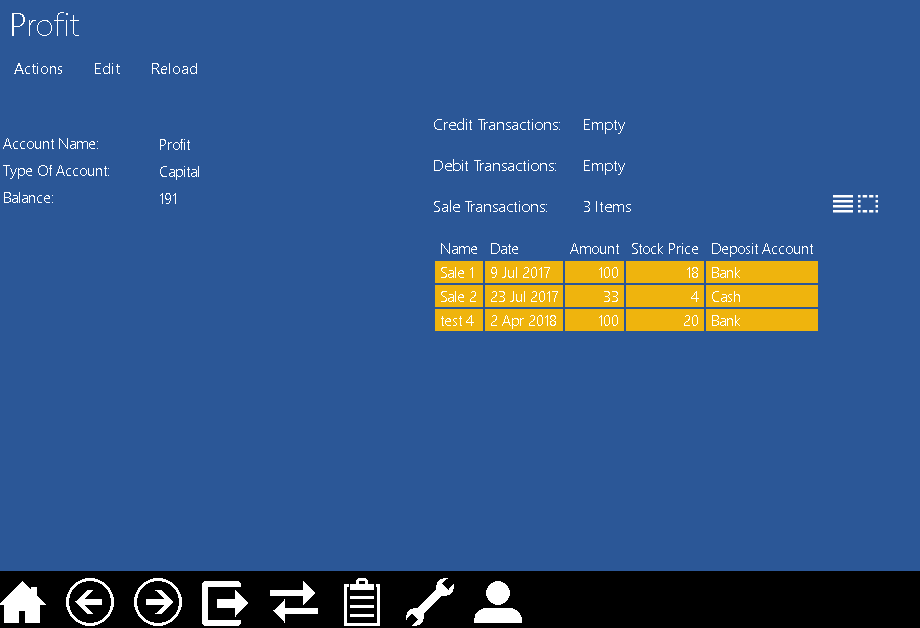 Profit
Actions Edit Reload
Account Name: Profit
Type Of Account: Capital
Balance: 191
Credit Transactions: Empty
Debit Transactions: Empty
Sale Transactions: 3 Items
Name Date Amount Stock Price Deposit Account
Sale 1 9 Jul 2017 100 18 Bank
Sale 2 23 Jul 2017 33 4 Cash
test 4 2 Apr 2018 100 20 Bank